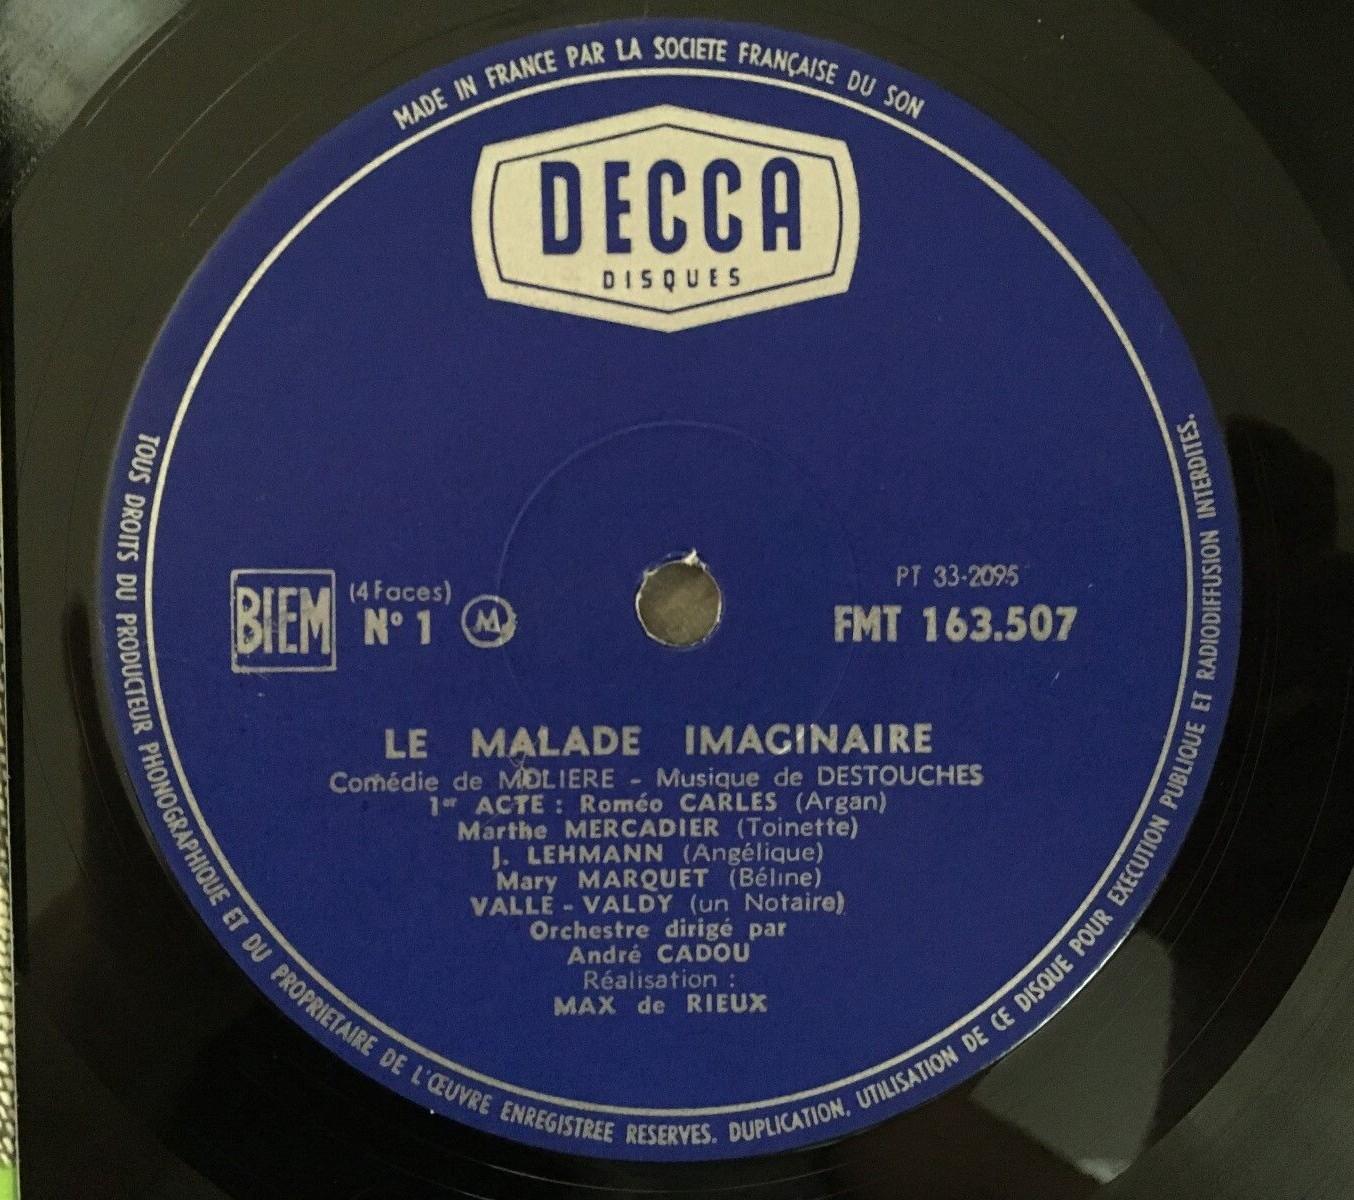 MADE IN FRANCE PAR LA SOCIETE FRANÇAISE DU SON
DECCA
DISQUES
BIEM
(4 Faces)
N° 1
M
PT 33-2095
FMT 163.507
LE MALADE IMAGINAIRE
Comédie de MOLIERE - Musique de DESTOUCHES
1er ACTE : Roméo CARLES (Argan)
Marthe MERCADIER (Toinette)
J. LEHMANN (Angélique)
Mary MARQUET (Béline)
VALLE - VALDY (un Notaire)
Orchestre dirigé par
André CADOU
Réalisation :
MAX de RIEUX
TOUS DROITS DU PRODUCTEUR PHONOGRAPHIQUE ET DU PROPRIETAIRE DE L'ŒUVRE ENREGISTREE RESERVES. DUPLICATION, UTILISATION DE CE DISQUE POUR EXECUTION PUBLIQUE ET RADIODIFFUSION INTERDITES.